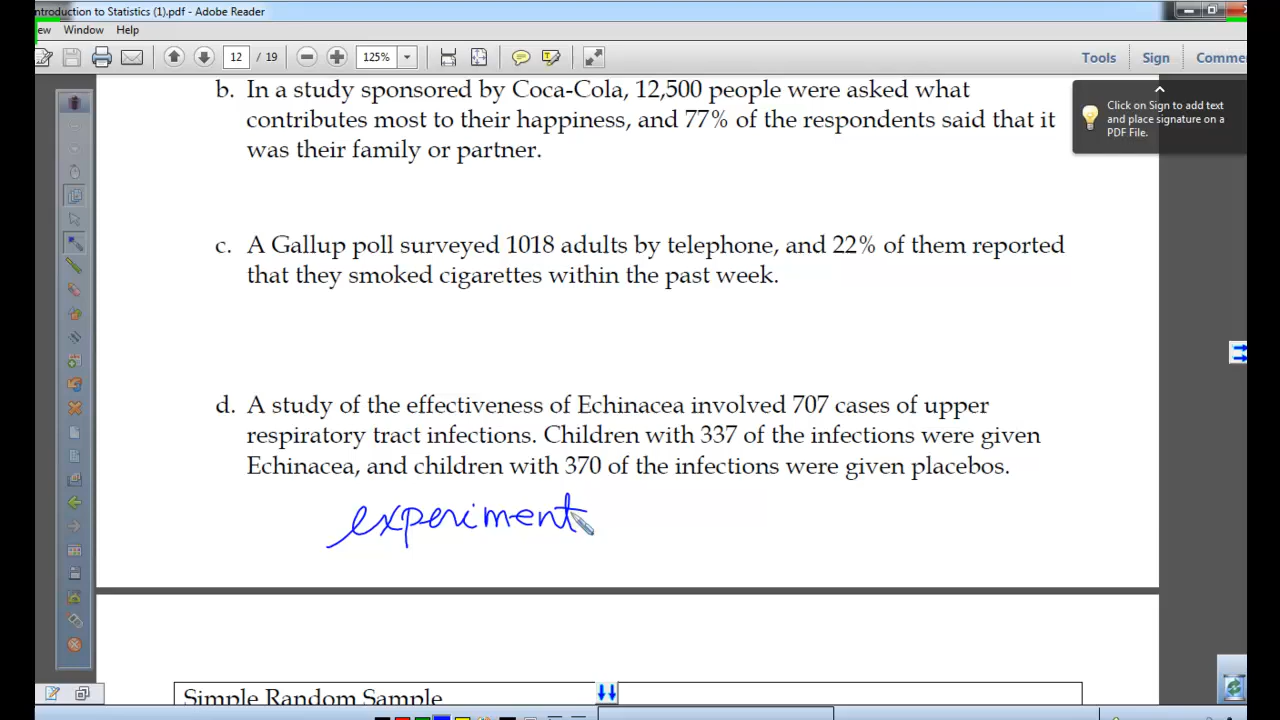 ntroduction to Statistics (1).pdf - Adobe Reader
ew Window Help
12 / 19 125% Tools Sign Comme
Click on Sign to add text
and place signature on a
PDF File.
b. In a study sponsored by Coca-Cola, 12,500 people were asked what
contributes most to their happiness, and 77% of the respondents said that it
was their family or partner.
c. A Gallup poll surveyed 1018 adults by telephone, and 22% of them reported
that they smoked cigarettes within the past week.
d. A study of the effectiveness of Echinacea involved 707 cases of upper
respiratory tract infections. Children with 337 of the infections were given
Echinacea, and children with 370 of the infections were given placebos.
experiment
Simple Random Sample